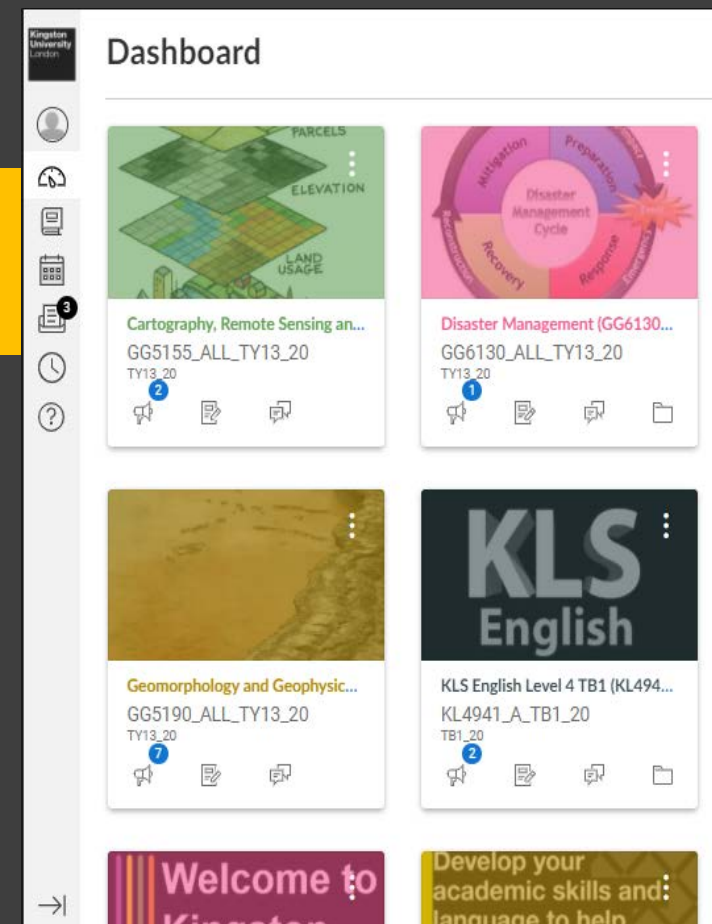 Kingston
University
London
Dashboard
PARCELS
ELEVATION
LAND
USAGE
Cartography, Remote Sensing an...
GG5155_ALL_TY13_20
TY13_20
2
Mitigation
Preparation
Disaster
Management
Cycle
Recovery
Response
Reconstruction
Disaster Management (GG6130...
GG6130_ALL_TY13_20
TY13_20
1
3
Geomorphology and Geophysic...
GG5190_ALL_TY13_20
TY13_20
7
KLS
English
KLS English Level 4 TB1 (KL494...
KL4941_A_TB1_20
TB1_20
2
Welcome to
Kingston
Develop your
academic skills and
language to help